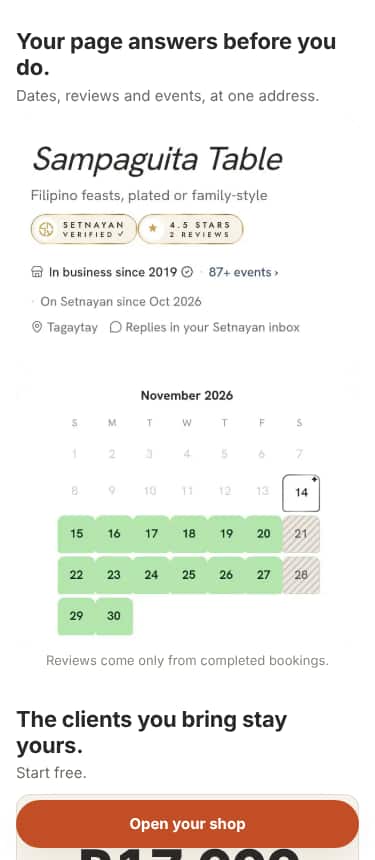 Your page answers before you
do.
Dates, reviews and events, at one address.
Sampaguita Table
Filipino feasts, plated or family-style
SETNAYAN
VERIFIED ✓
4.5 STARS
2 REVIEWS
In business since 2019 · 87+ events ›
· On Setnayan since Oct 2026
Tagaytay Replies in your Setnayan inbox
November 2026
S M T W T F S
1 2 3 4 5 6 7
8 9 10 11 12 13 14
15 16 17 18 19 20 21
22 23 24 25 26 27 28
29 30
Reviews come only from completed bookings.
The clients you bring stay
yours.
Start free.
Open your shop